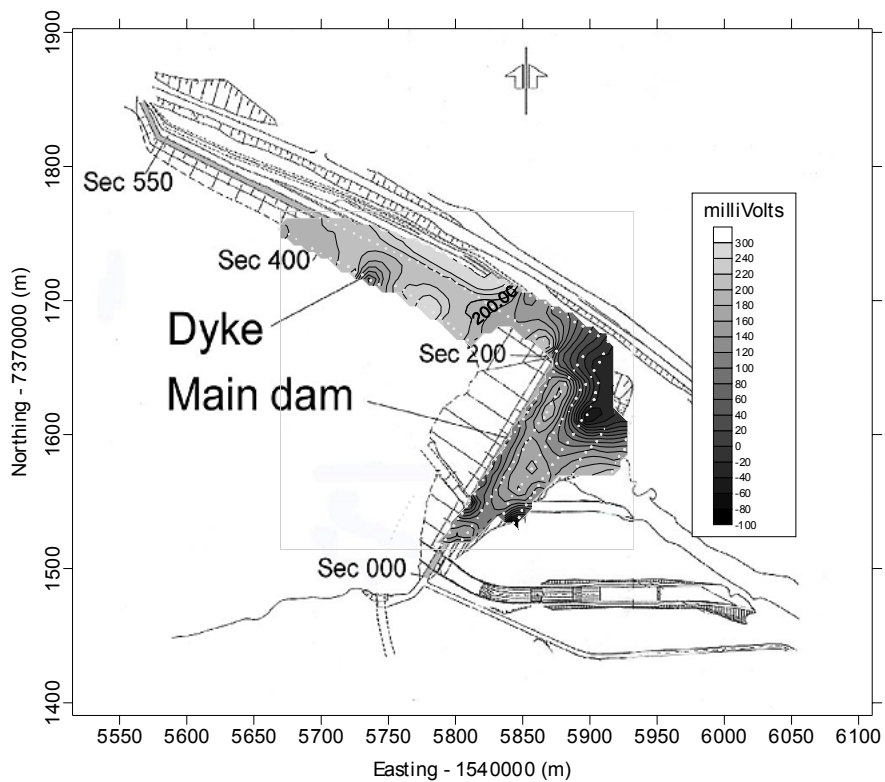 1900
1800
1700
1600
1500
1400
Northing - 7370000 (m)
Sec 550
Sec 400
Dyke
200.00
Sec 200
Main dam
Sec 000
milliVolts
300
240
220
200
180
160
140
120
100
80
60
40
20
0
-20
-40
-60
-80
-100
5550 5600 5650 5700 5750 5800 5850 5900 5950 6000 6050 6100
Easting - 1540000 (m)